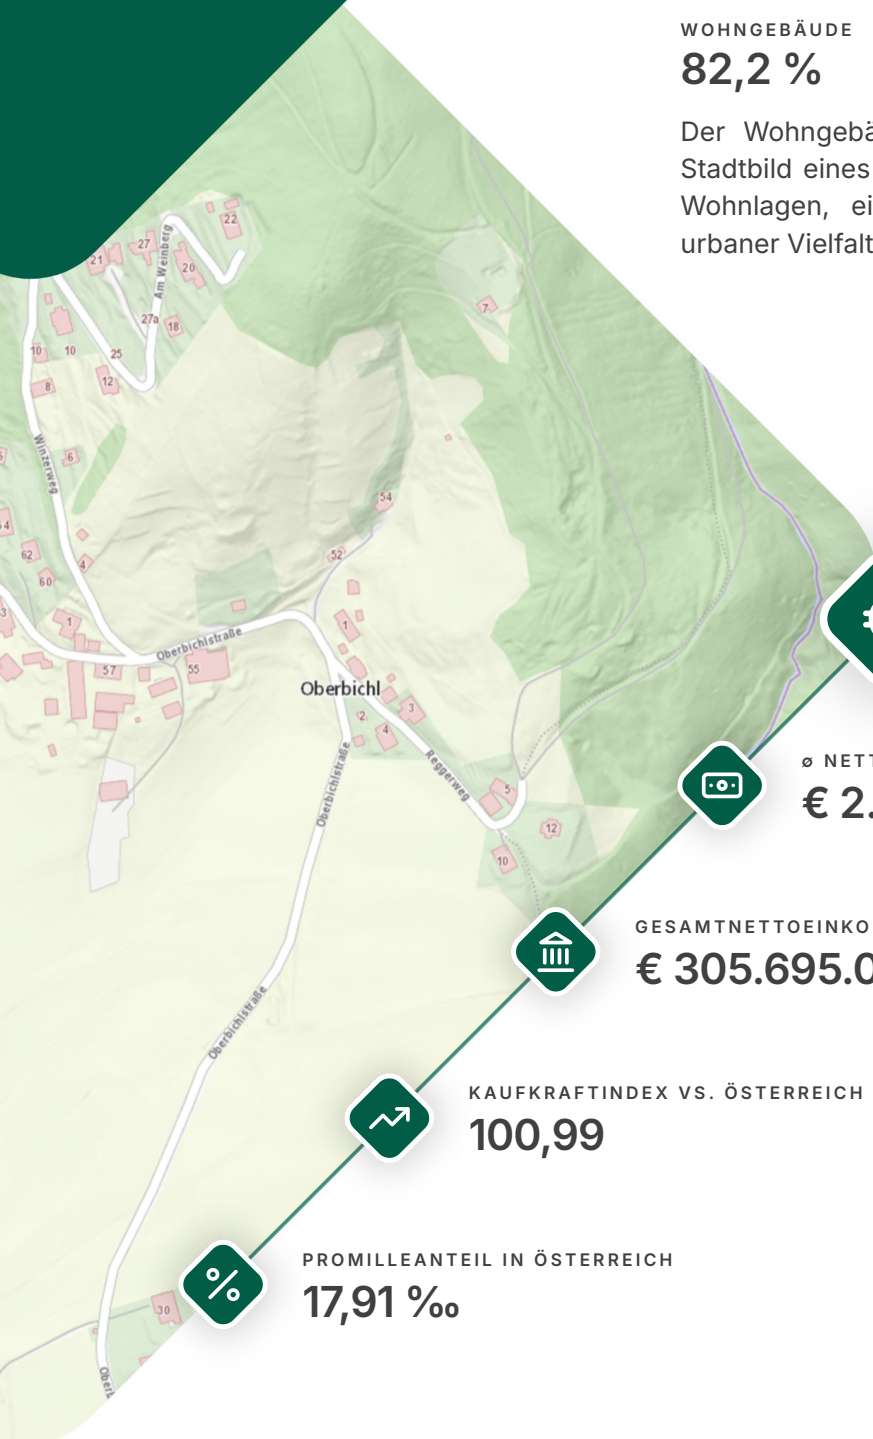 WOHNGEBÄUDE
82,2 %
Der Wohngebä
Stadtbild eines
Wohnlagen, ei
urbaner Vielfalt
22
27
21
20
Am Weinberg
27a
18
10
10
25
12
8
7
Winzerweg
6
54
62
52
4
60
1
1
Oberbichlstraße
57
55
Oberbichl
3
2
4
Reggerweg
Oberbichlstraße
5
12
10
ø NETT
€ 2.
GESAMTNETTOEINKO
€ 305.695.0
Oberbichlstraße
KAUFKRAFTINDEX VS. ÖSTERREICH
100,99
PROMILLEANTEIL IN ÖSTERREICH
17,91 ‰
30
Oberb